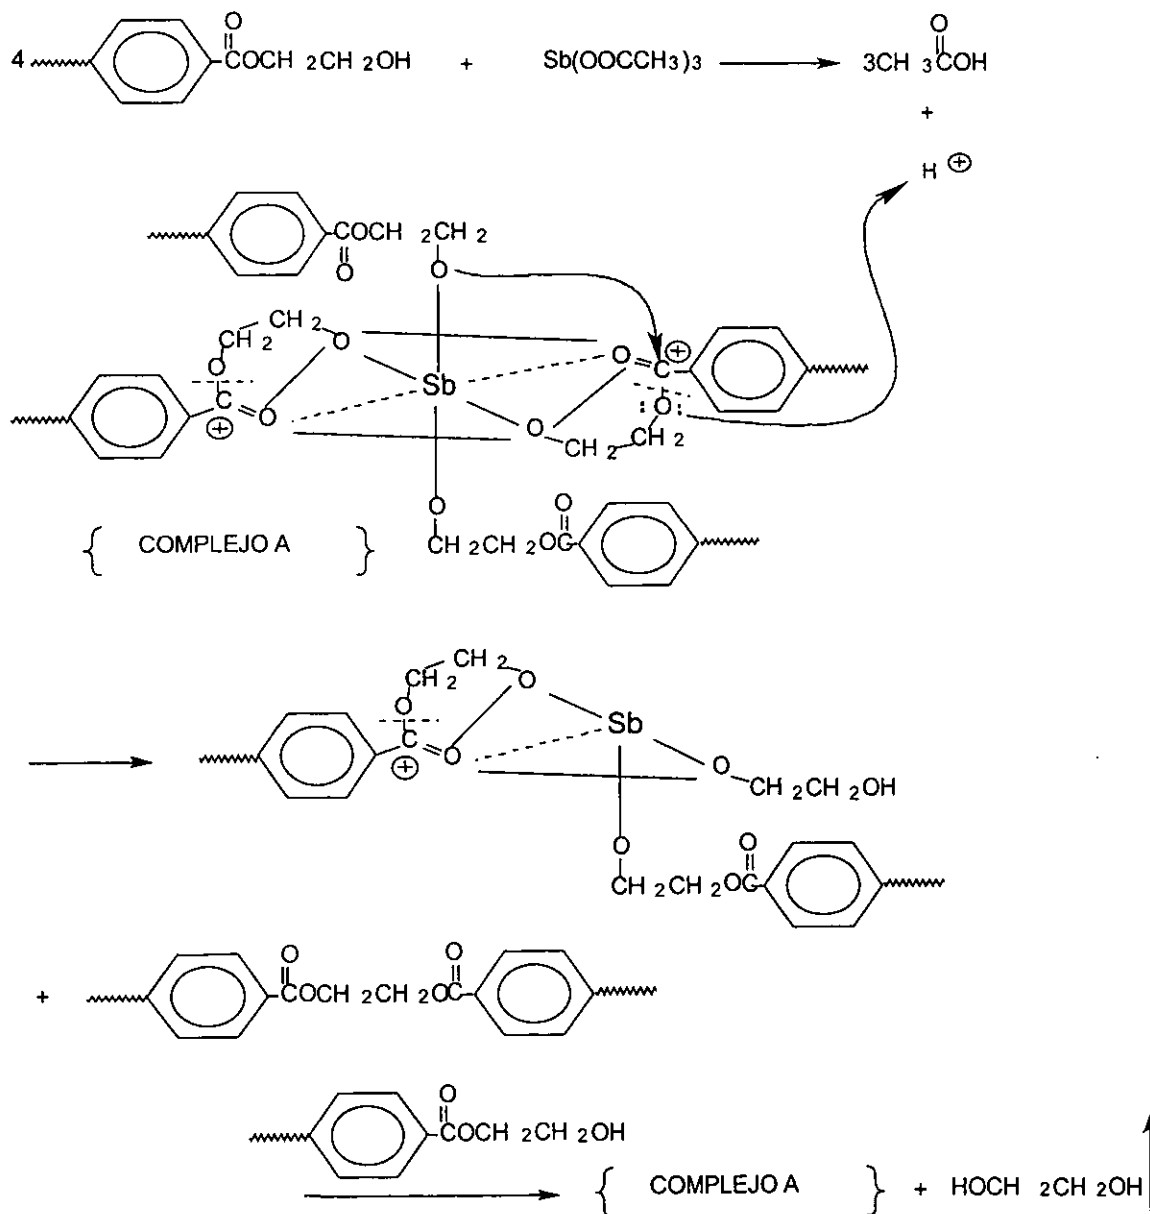 O
4 COCH 2CH 2OH + Sb(OOCCH3)3 3CH 3COH
O
+
H ⊕
COCH 2CH 2
O
O
CH 2 O
CH 2
O
O=C ⊕
Sb
C=O
⊕
O
O
CH 2
CH 2
O
O
{ COMPLEJO A }
CH 2CH 2OC
CH 2
CH 2
O
O
Sb
C=O
⊕
O
CH 2CH 2OH
O
O
CH 2CH 2OC
O O
+ COCH 2CH 2OC
O
COCH 2CH 2OH
{ COMPLEJO A } + HOCH 2CH 2OH